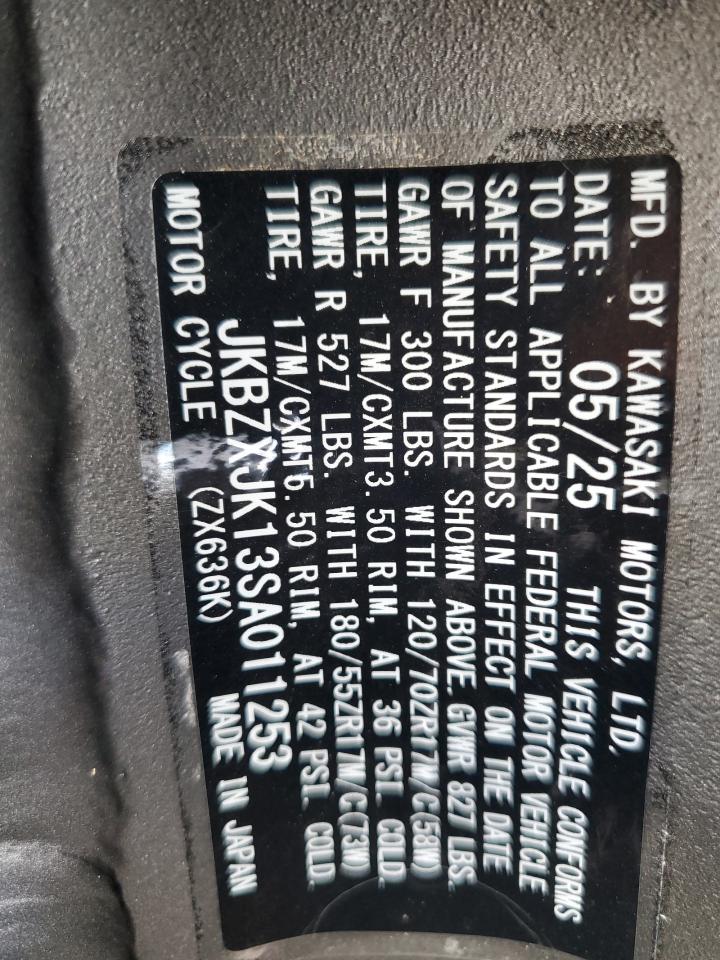 MFD. BY KAWASAKI MOTORS, LTD.
DATE: 05/25 THIS VEHICLE CONFORMS
TO ALL APPLICABLE FEDERAL MOTOR VEHICLE
SAFETY STANDARDS IN EFFECT ON THE DATE
OF MANUFACTURE SHOWN ABOVE. GVWR 827 LBS.
GAWR F 300 LBS. WITH 120/70ZR17M/C(58W)
TIRE, 17M/CXMT3.50 RIM, AT 36 PSI. COLD.
GAWR R 527 LBS. WITH 180/55ZR17M/C(73W)
TIRE, 17M/CXMT5.50 RIM, AT 42 PSI. COLD.
JKBZXJK13SA011253
MOTOR CYCLE (ZX636K) MADE IN JAPAN